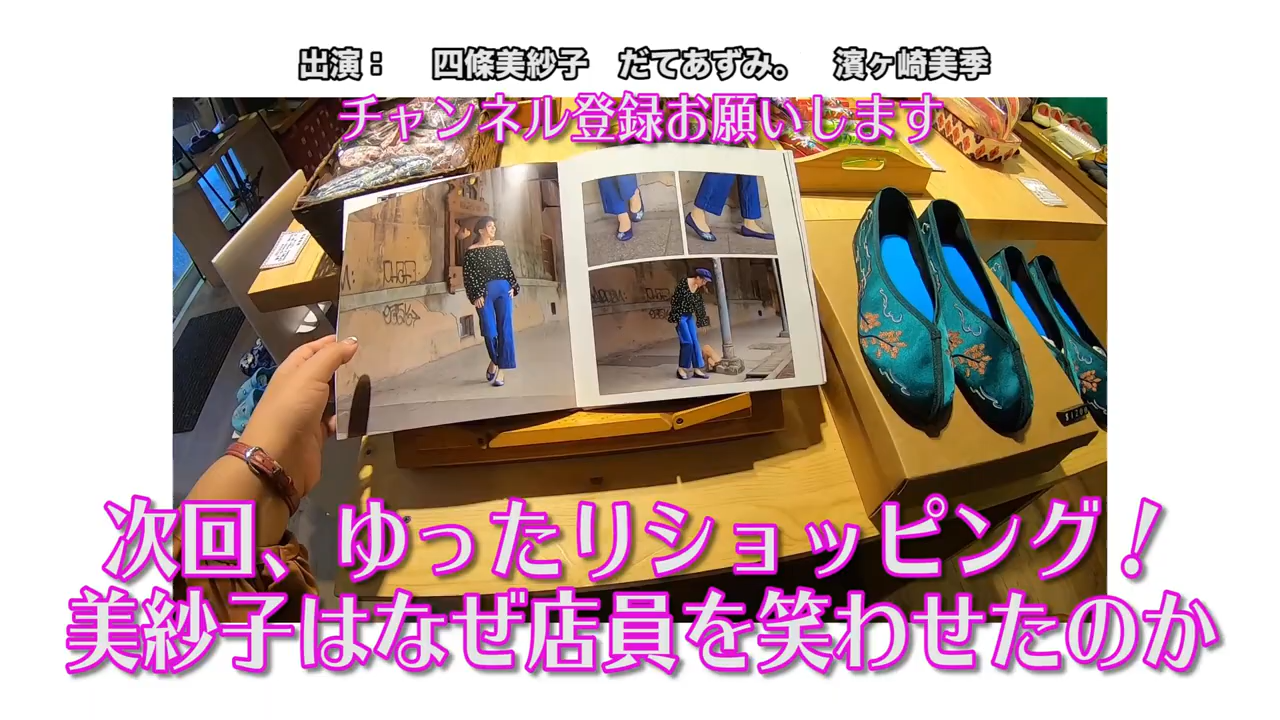 出演： 四條美紗子 だてあずみ。 濱ヶ崎美季
チャンネル登録お願いします
次回、ゆったりショッピング！
美紗子はなぜ店員を笑わせたのか